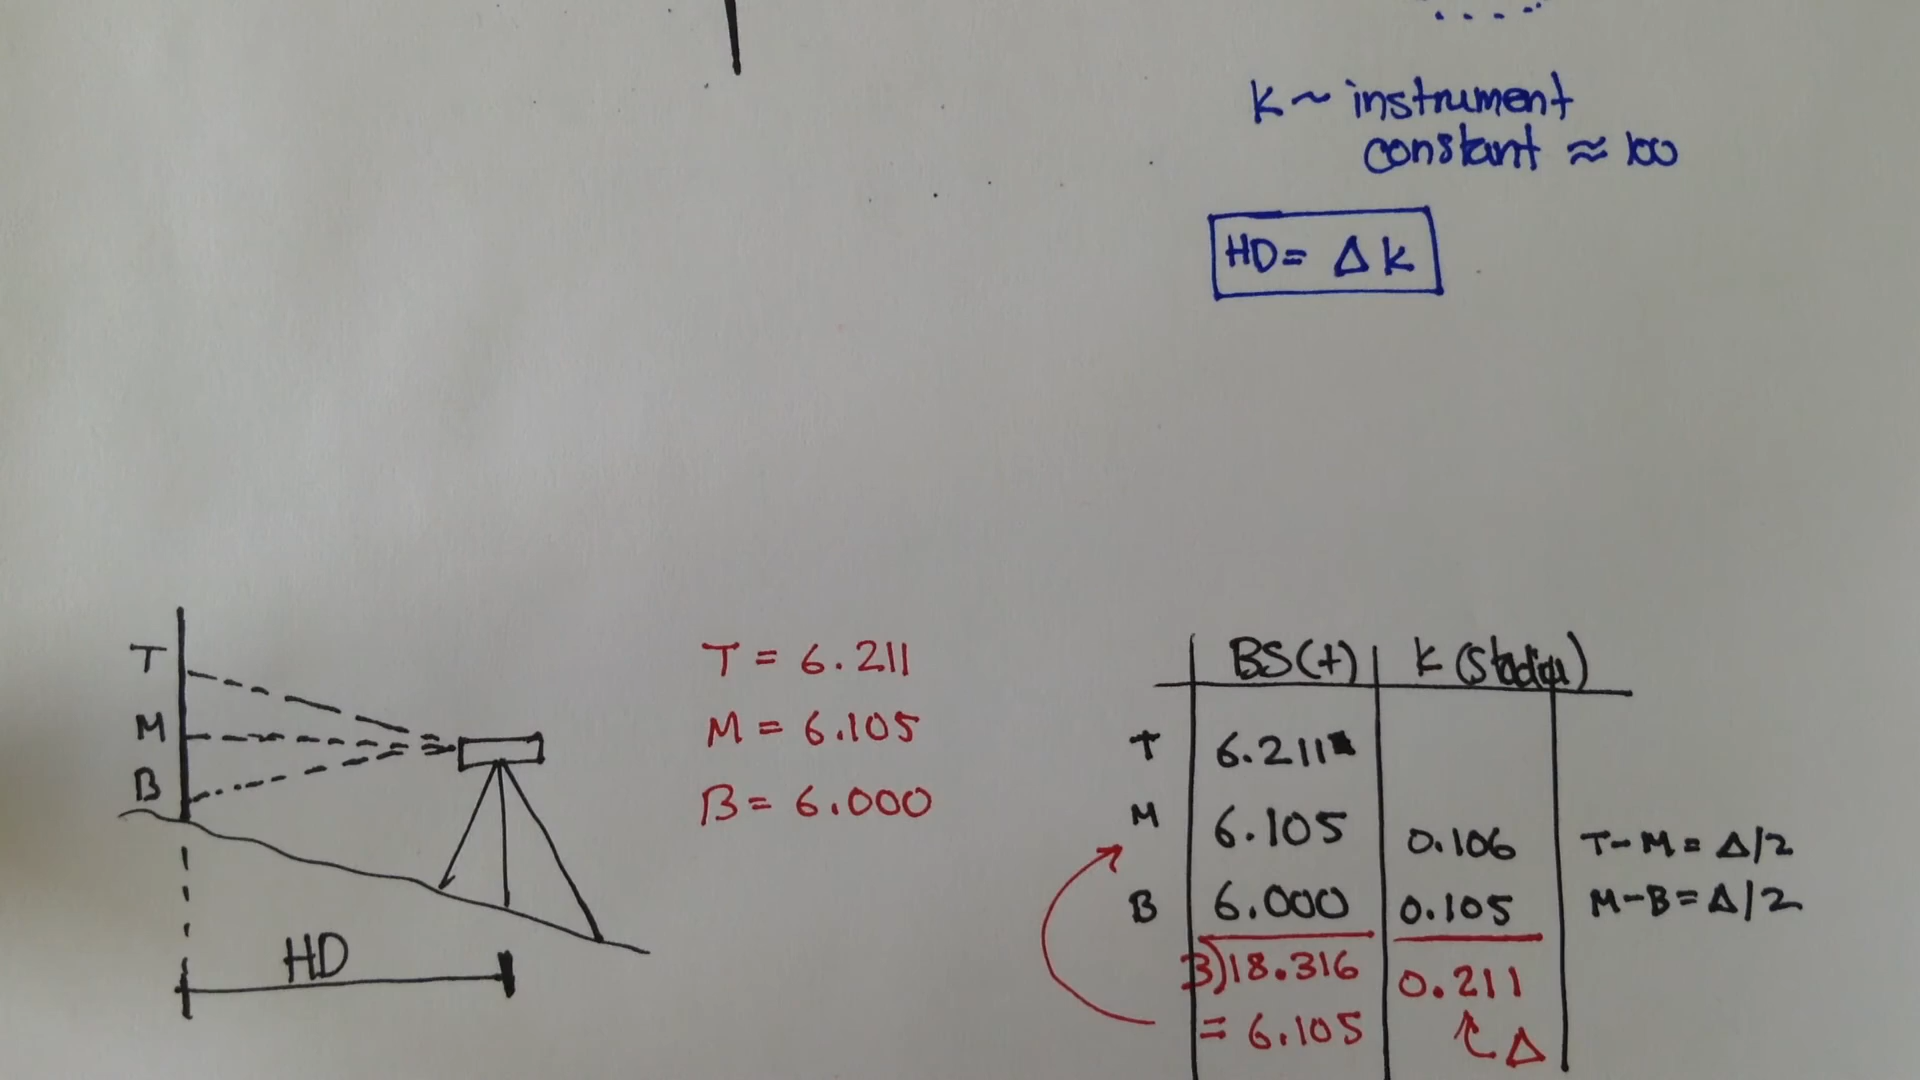 K ~ instrument
constant ≈ 100
HD = Δ K
T
M
B
HD
T = 6.211
M = 6.105
B = 6.000
BS(+) K (Stadia)
T 6.211
M 6.105 0.106 T-M = Δ/2
B 6.000 0.105 M-B = Δ/2
3)18.316 0.211
= 6.105 Δ